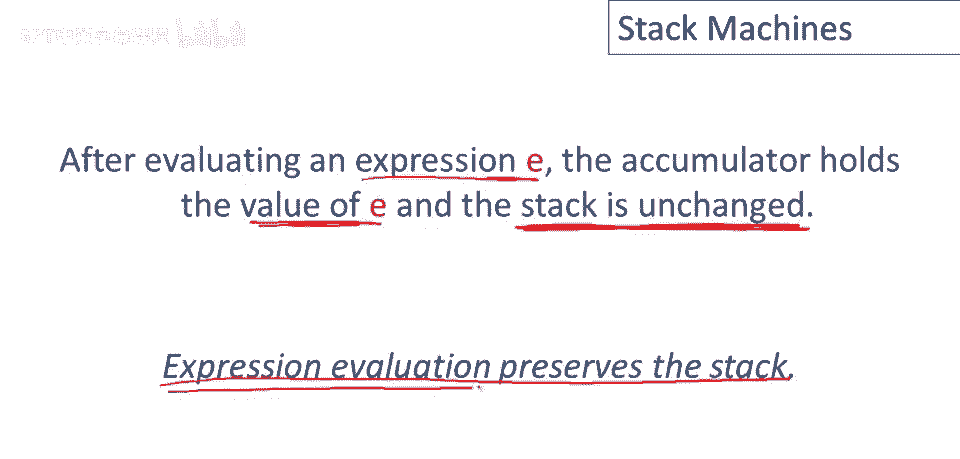 Stack Machines
After evaluating an expression e, the accumulator holds
the value of e and the stack is unchanged.
Expression evaluation preserves the stack.